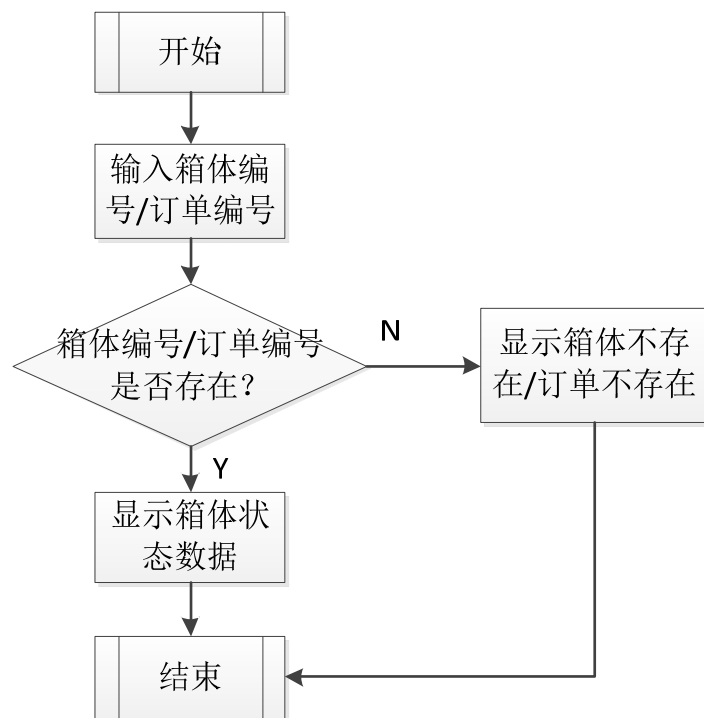 开始
输入箱体编
号/订单编号
箱体编号/订单编号
是否存在？
N
显示箱体不存
在/订单不存在
Y
显示箱体状
态数据
结束